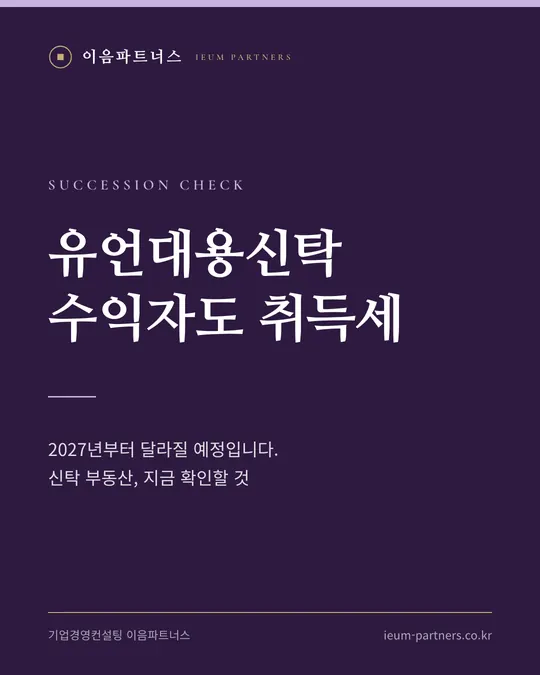 이음파트너스 IEUM PARTNERS
SUCCESSION CHECK
유언대용신탁
수익자도 취득세
2027년부터 달라질 예정입니다.
신탁 부동산, 지금 확인할 것
기업경영컨설팅 이음파트너스 ieum-partners.co.kr